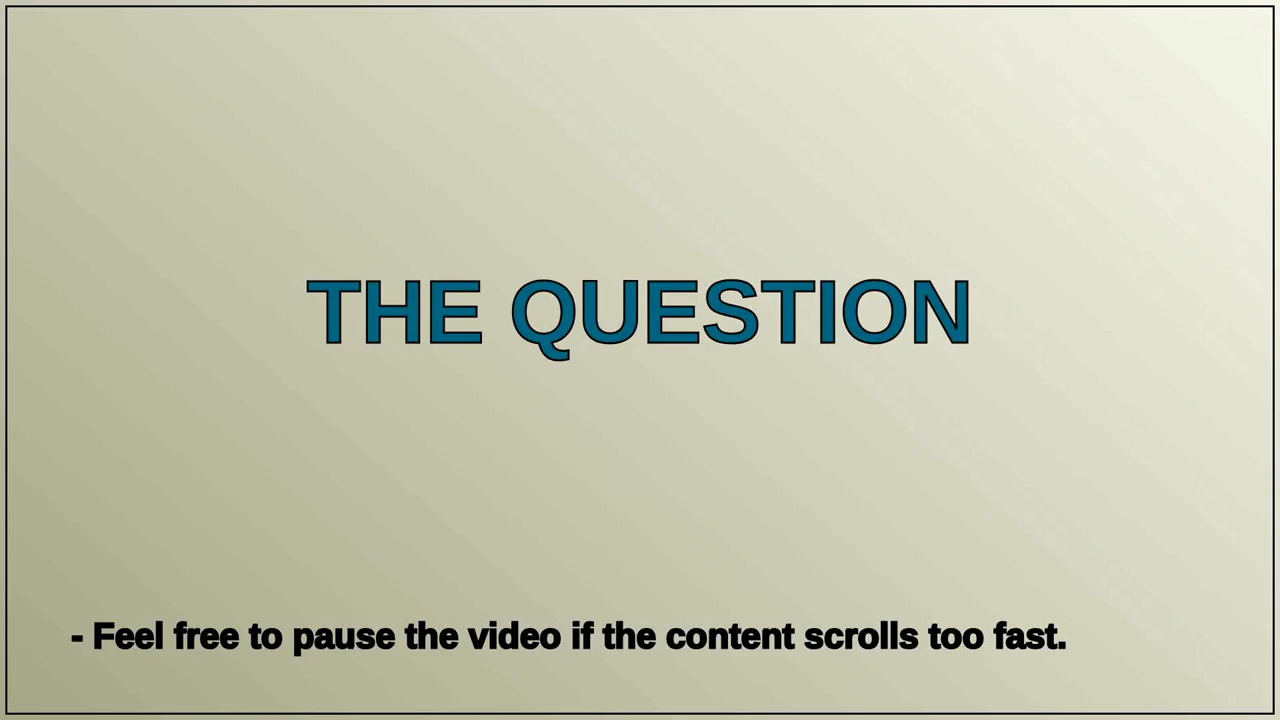 THE QUESTION
- Feel free to pause the video if the content scrolls too fast.